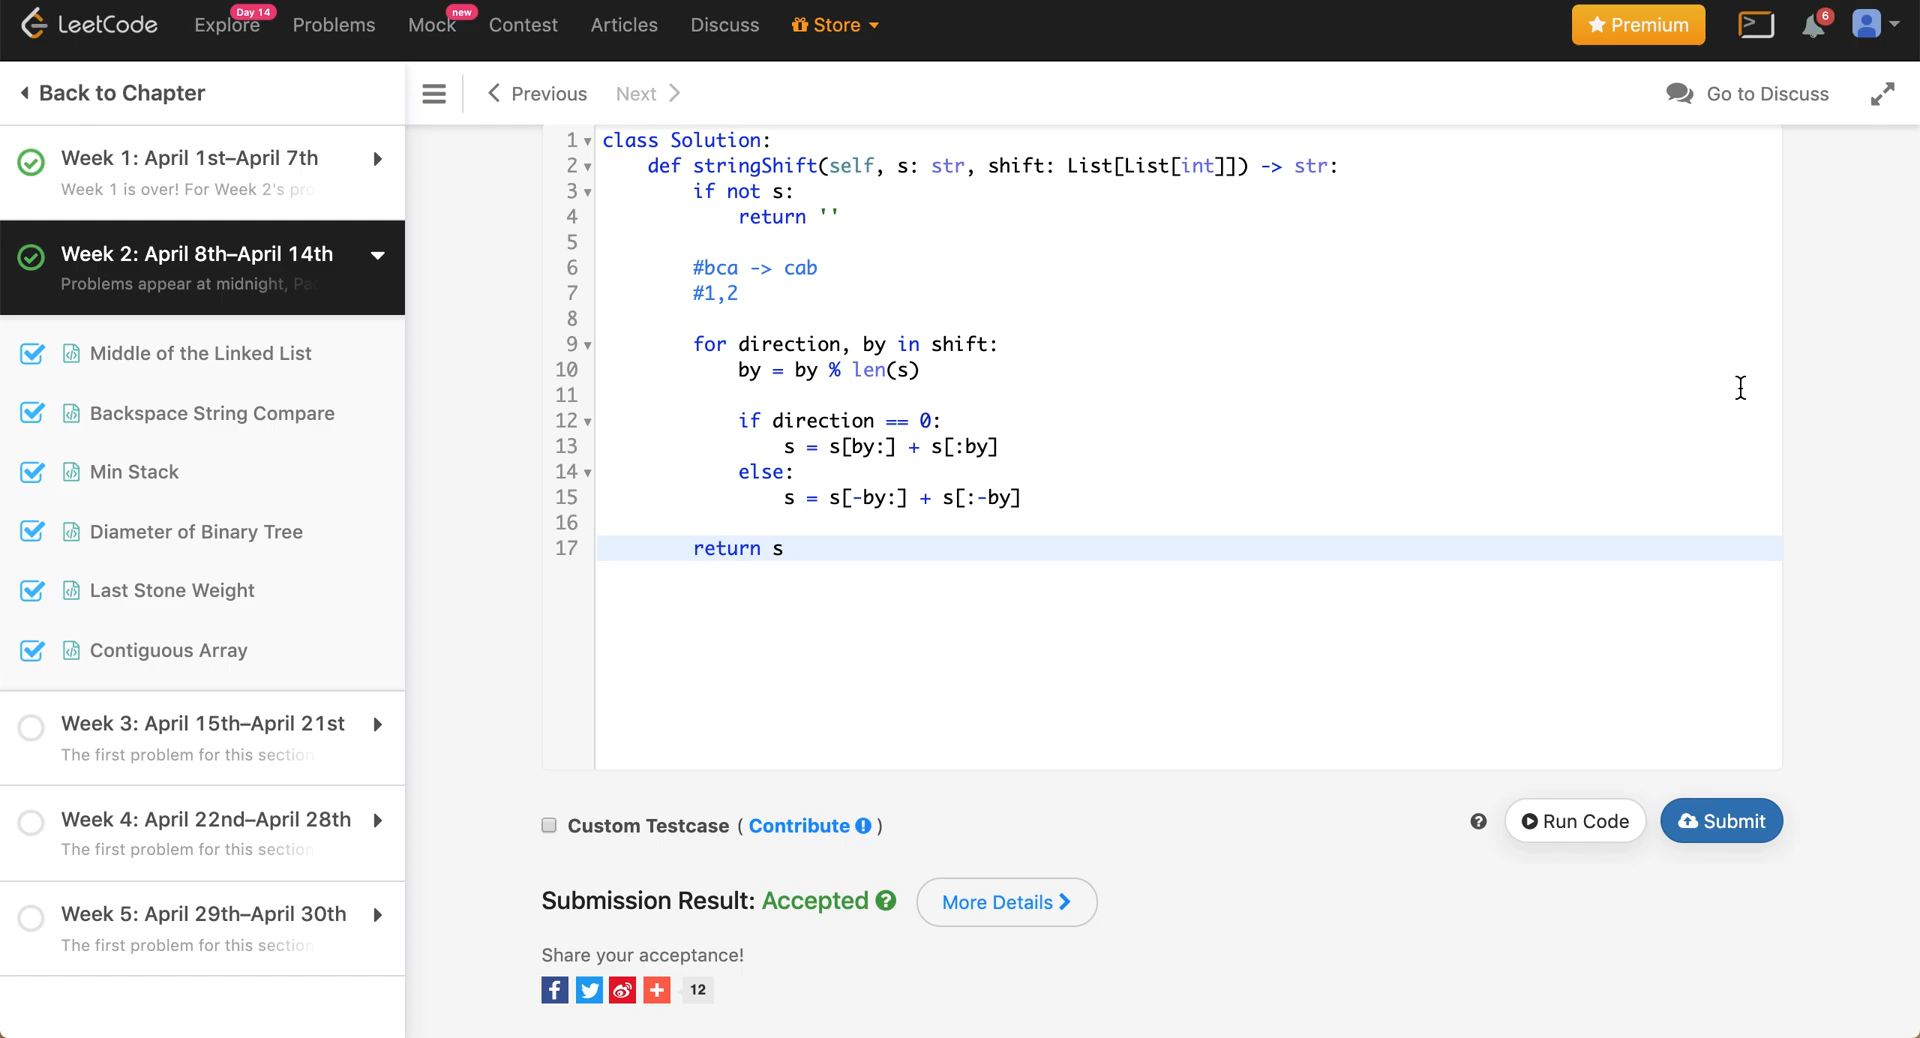 LeetCode
Explore
Day 14
Problems
Mock
new
Contest
Articles
Discuss
Store
Premium
6
Back to Chapter
Previous
Next
Go to Discuss
Week 1: April 1st–April 7th
Week 1 is over! For Week 2's pro
Week 2: April 8th–April 14th
Problems appear at midnight, Pac
Middle of the Linked List
Backspace String Compare
Min Stack
Diameter of Binary Tree
Last Stone Weight
Contiguous Array
Week 3: April 15th–April 21st
The first problem for this section
Week 4: April 22nd–April 28th
The first problem for this section
Week 5: April 29th–April 30th
The first problem for this section
1 class Solution:
2 def stringShift(self, s: str, shift: List[List[int]]) -> str:
3 if not s:
4 return ''
5
6 #bca -> cab
7 #1,2
8
9 for direction, by in shift:
10 by = by % len(s)
11
12 if direction == 0:
13 s = s[by:] + s[:by]
14 else:
15 s = s[-by:] + s[:-by]
16
17 return s
Custom Testcase ( Contribute )
? Run Code Submit
Submission Result: Accepted ? More Details
Share your acceptance!
12